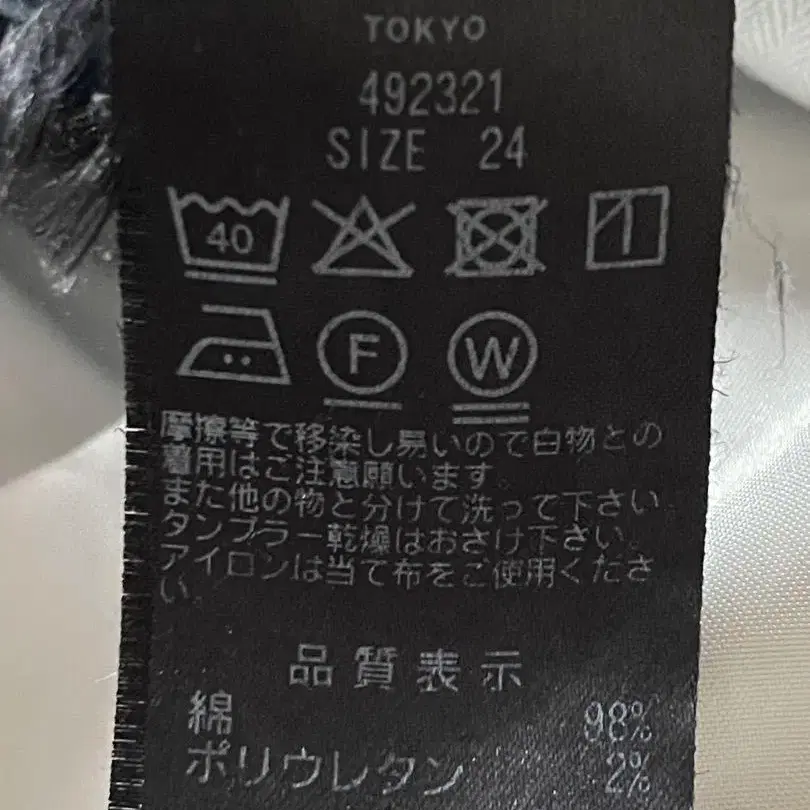 TOKYO
492321
SIZE 24
40
F W
摩擦等で移染し易いので白物との
着用はご注意願います。
また他の物と分けて洗って下さい
タンブラー乾燥はおさけ下さい。
アイロンは当て布をご使用くださ
い。
品質表示
綿 98%
ポリウレタン 2%